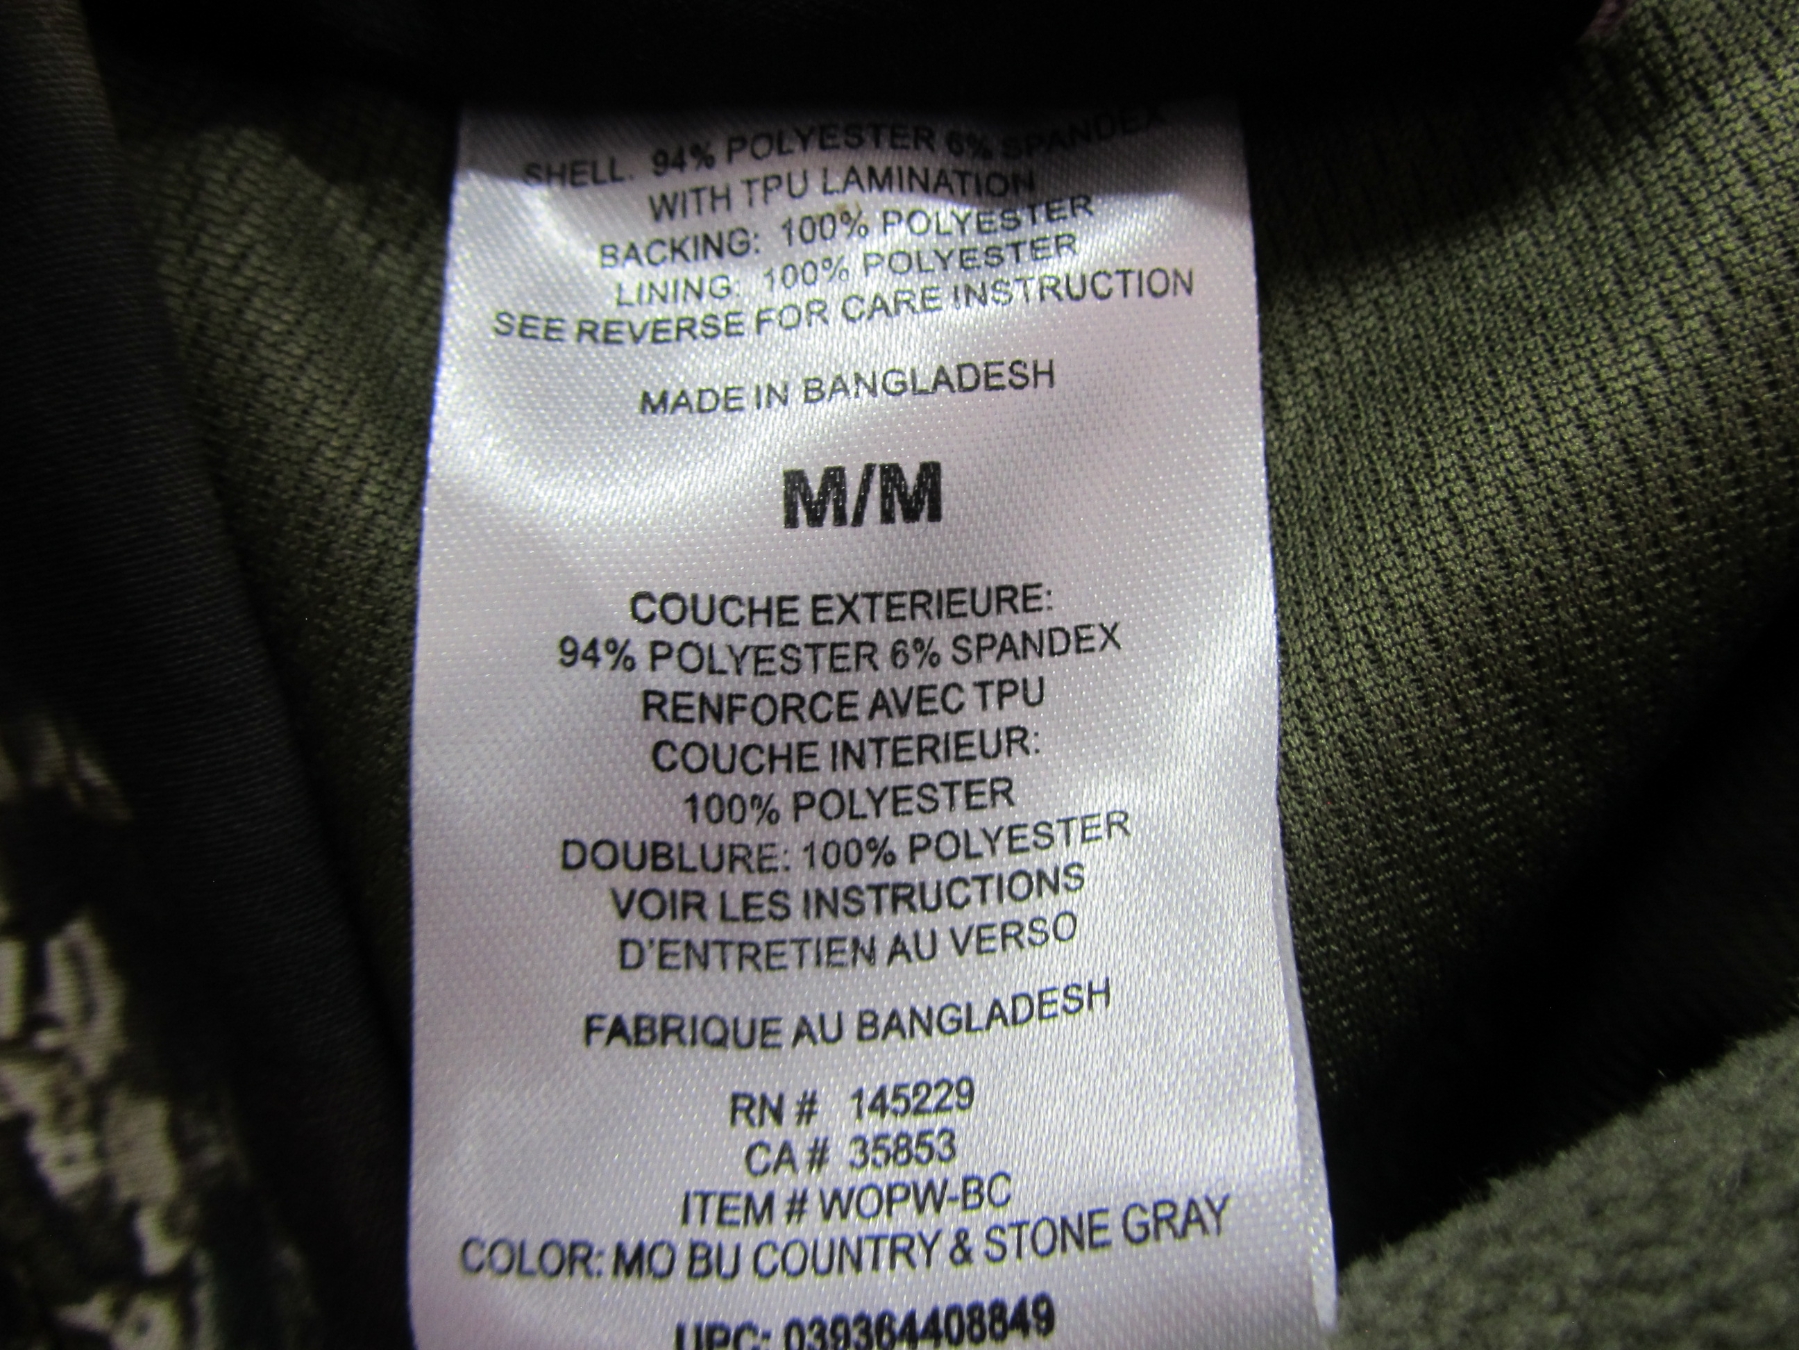 SHELL: 94% POLYESTER 6% SPANDEX
WITH TPU LAMINATION
BACKING: 100% POLYESTER
LINING: 100% POLYESTER
SEE REVERSE FOR CARE INSTRUCTION
MADE IN BANGLADESH
M/M
COUCHE EXTERIEURE:
94% POLYESTER 6% SPANDEX
RENFORCE AVEC TPU
COUCHE INTERIEUR:
100% POLYESTER
DOUBLURE: 100% POLYESTER
VOIR LES INSTRUCTIONS
D'ENTRETIEN AU VERSO
FABRIQUE AU BANGLADESH
RN # 145229
CA # 35853
ITEM # WOPW-BC
COLOR: MO BU COUNTRY & STONE GRAY
UPC: 039364408849